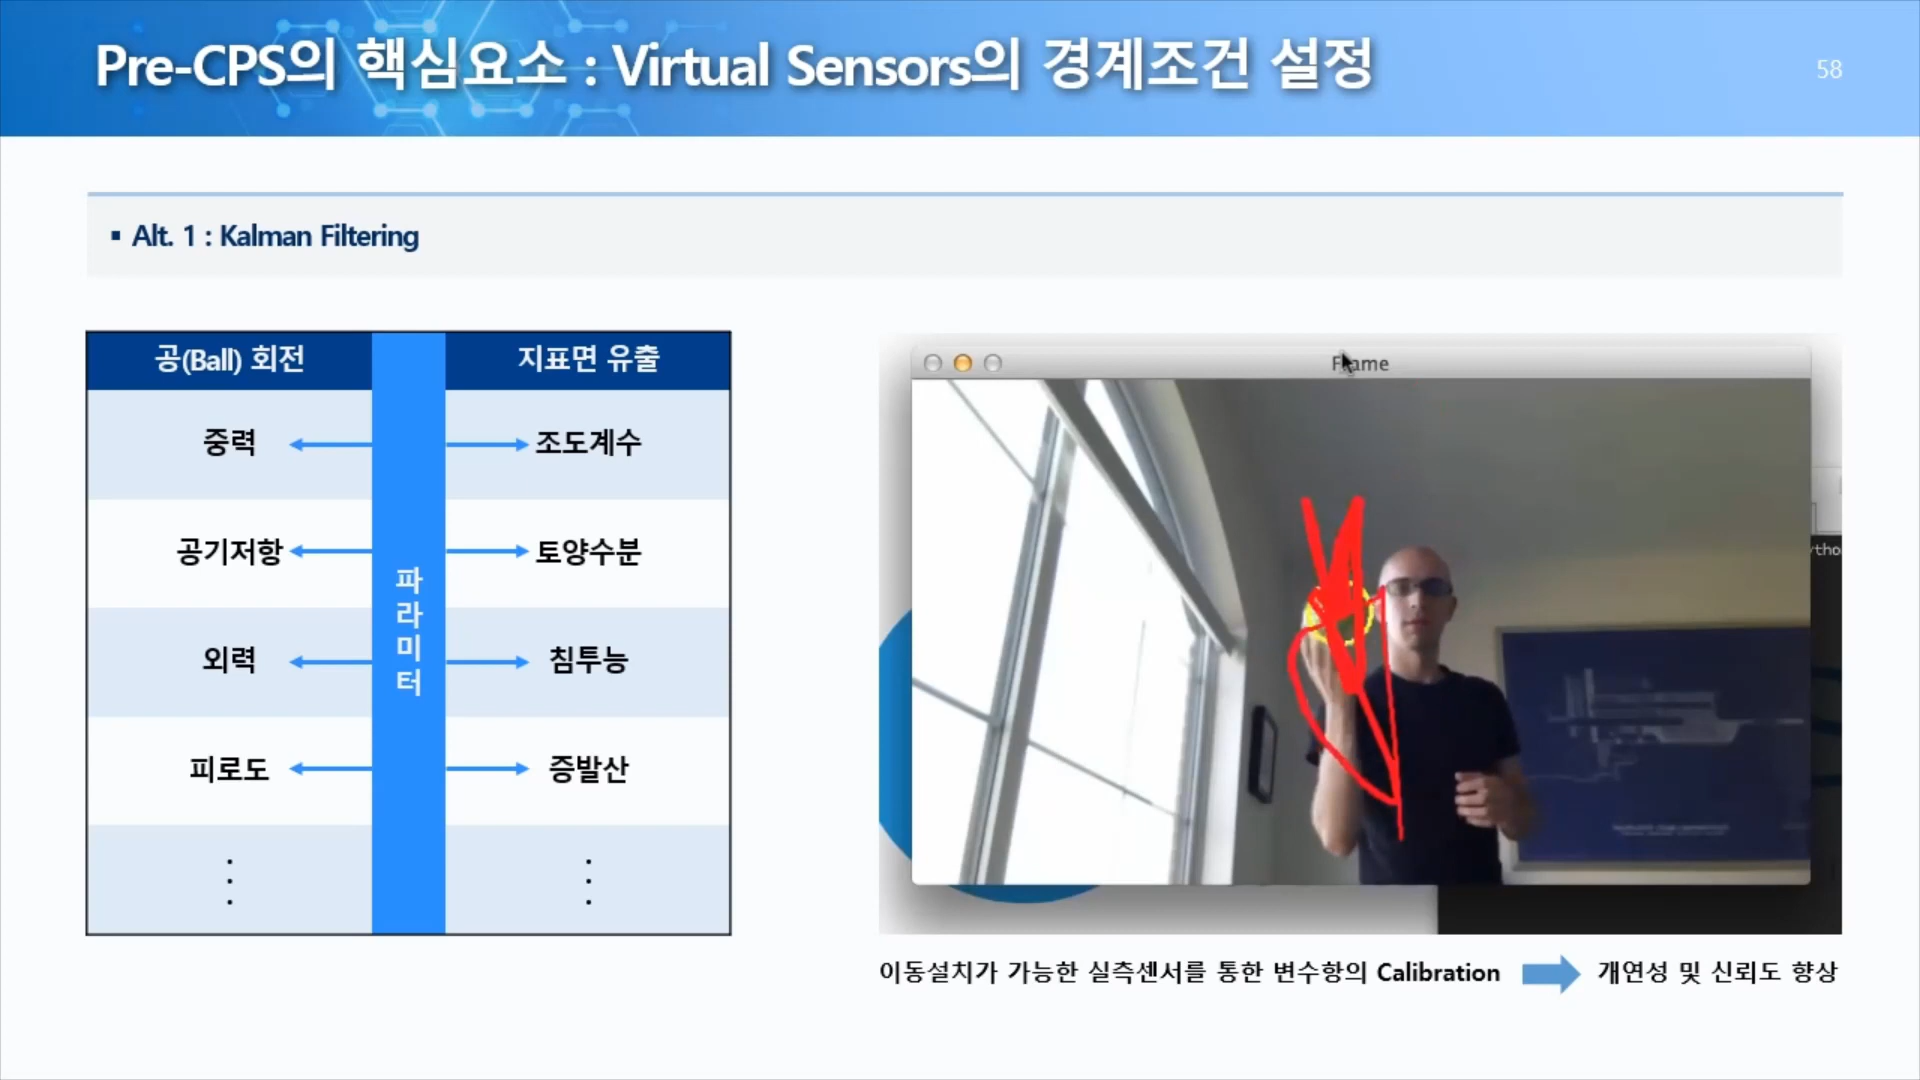 Pre-CPS의 핵심요소 : Virtual Sensors의 경계조건 설정
58
▪ Alt. 1 : Kalman Filtering
공(Ball) 회전
지표면 유출
파라미터
중력
조도계수
공기저항
토양수분
외력
침투능
피로도
증발산
Frame
ytho
이동설치가 가능한 실측센서를 통한 변수항의 Calibration
개연성 및 신뢰도 향상